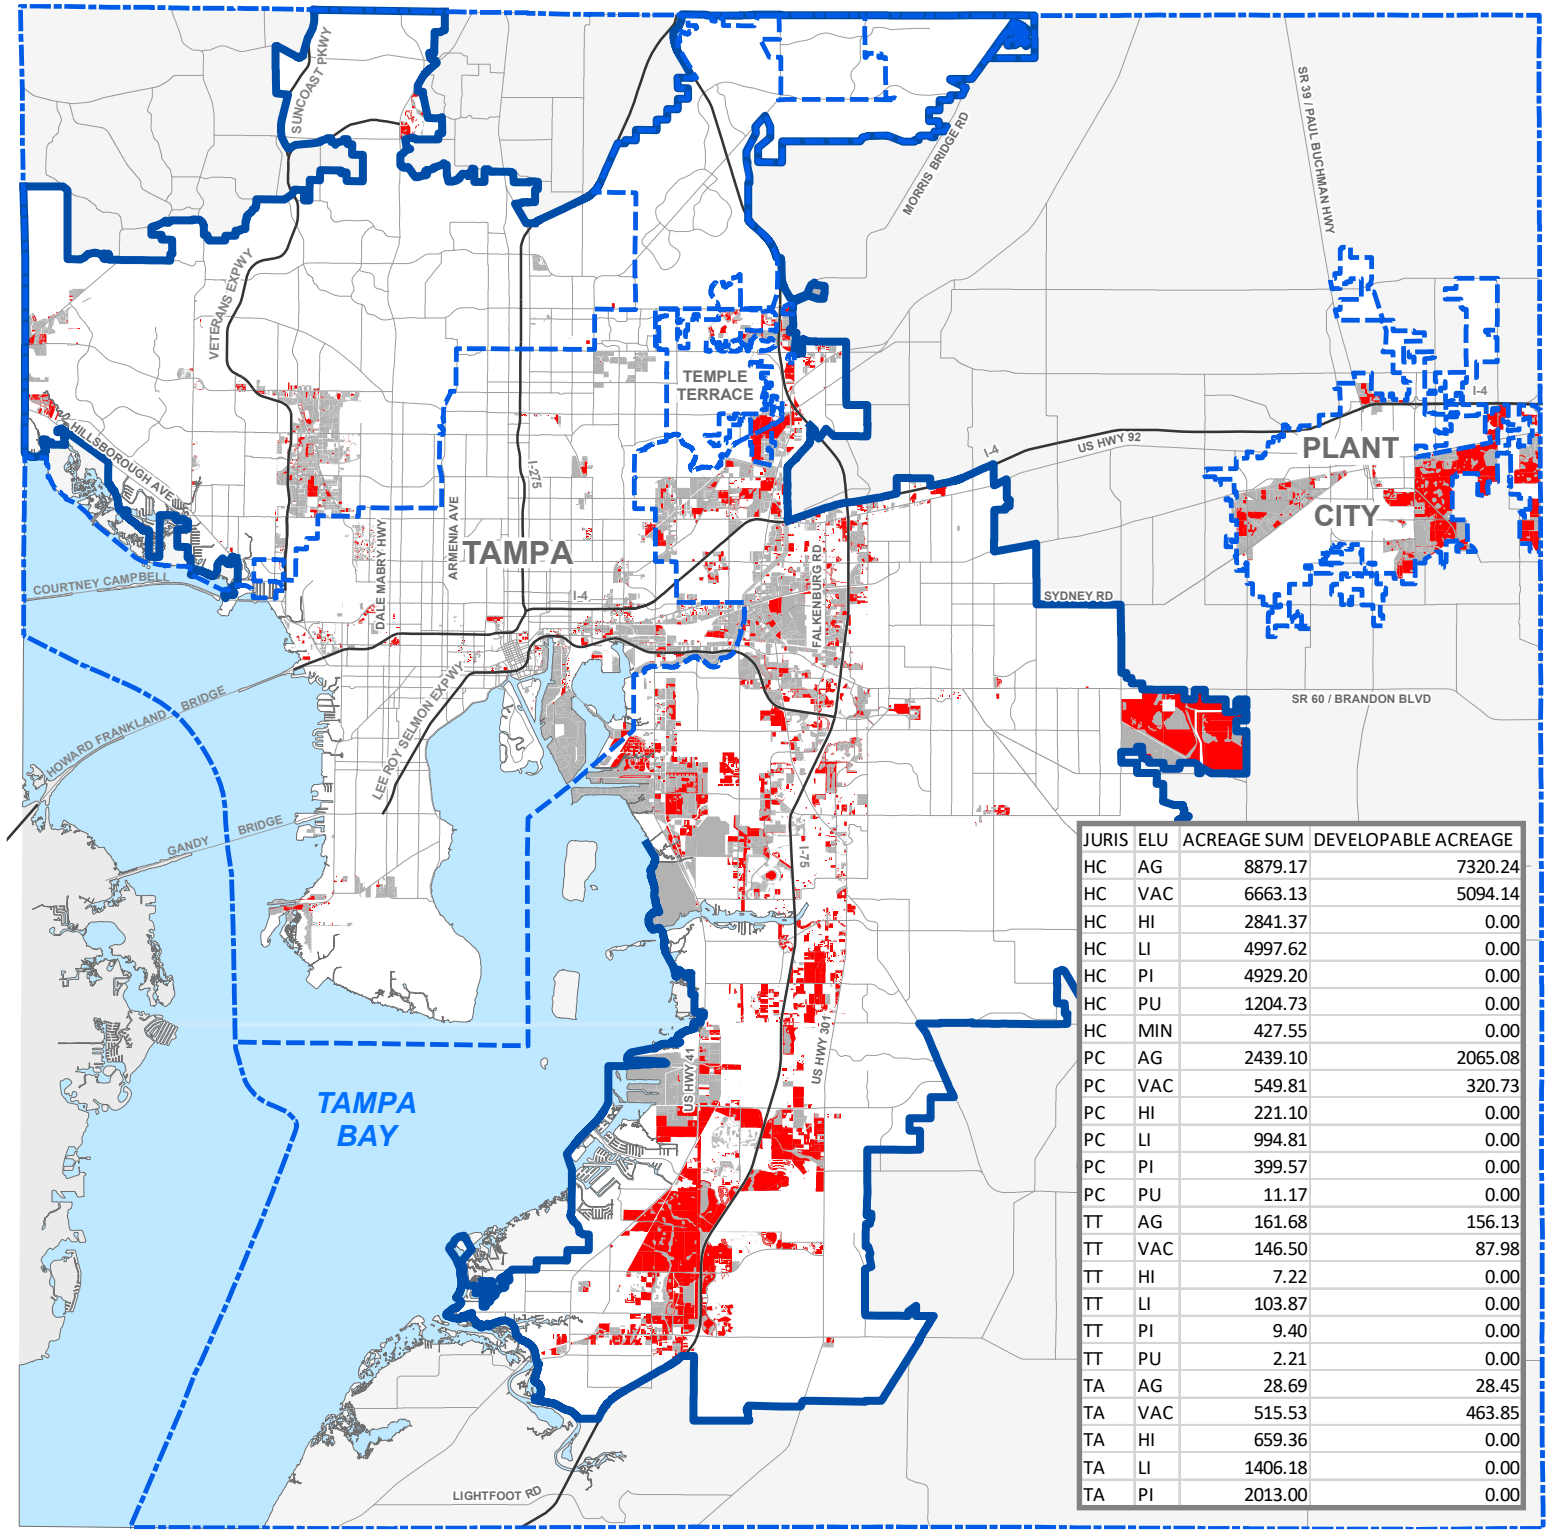 SUNCOAST PKWY
SR 39 / PAUL BUCHMAN HWY
MORRIS BRIDGE RD
VETERANS EXPWY
TEMPLE
TERRACE
I-4
US HWY 92
I-4
PLANT
CITY
HILLSBOROUGH AVE
I-275
ARMENIA AVE
DALE MABRY HWY
TAMPA
FALKENBURG RD
COURTNEY CAMPBELL
I-4
SYDNEY RD
SR 60 / BRANDON BLVD
HOWARD FRANKLAND BRIDGE
LEE ROY SELMON EXPWY
GANDY BRIDGE
I-75
US HWY 301
US HWY 41
TAMPA
BAY
LIGHTFOOT RD
JURIS ELU ACREAGE SUM DEVELOPABLE ACREAGE
HC AG 8879.17 7320.24
HC VAC 6663.13 5094.14
HC HI 2841.37 0.00
HC LI 4997.62 0.00
HC PI 4929.20 0.00
HC PU 1204.73 0.00
HC MIN 427.55 0.00
PC AG 2439.10 2065.08
PC VAC 549.81 320.73
PC HI 221.10 0.00
PC LI 994.81 0.00
PC PI 399.57 0.00
PC PU 11.17 0.00
TT AG 161.68 156.13
TT VAC 146.50 87.98
TT HI 7.22 0.00
TT LI 103.87 0.00
TT PI 9.40 0.00
TT PU 2.21 0.00
TA AG 28.69 28.45
TA VAC 515.53 463.85
TA HI 659.36 0.00
TA LI 1406.18 0.00
TA PI 2013.00 0.00